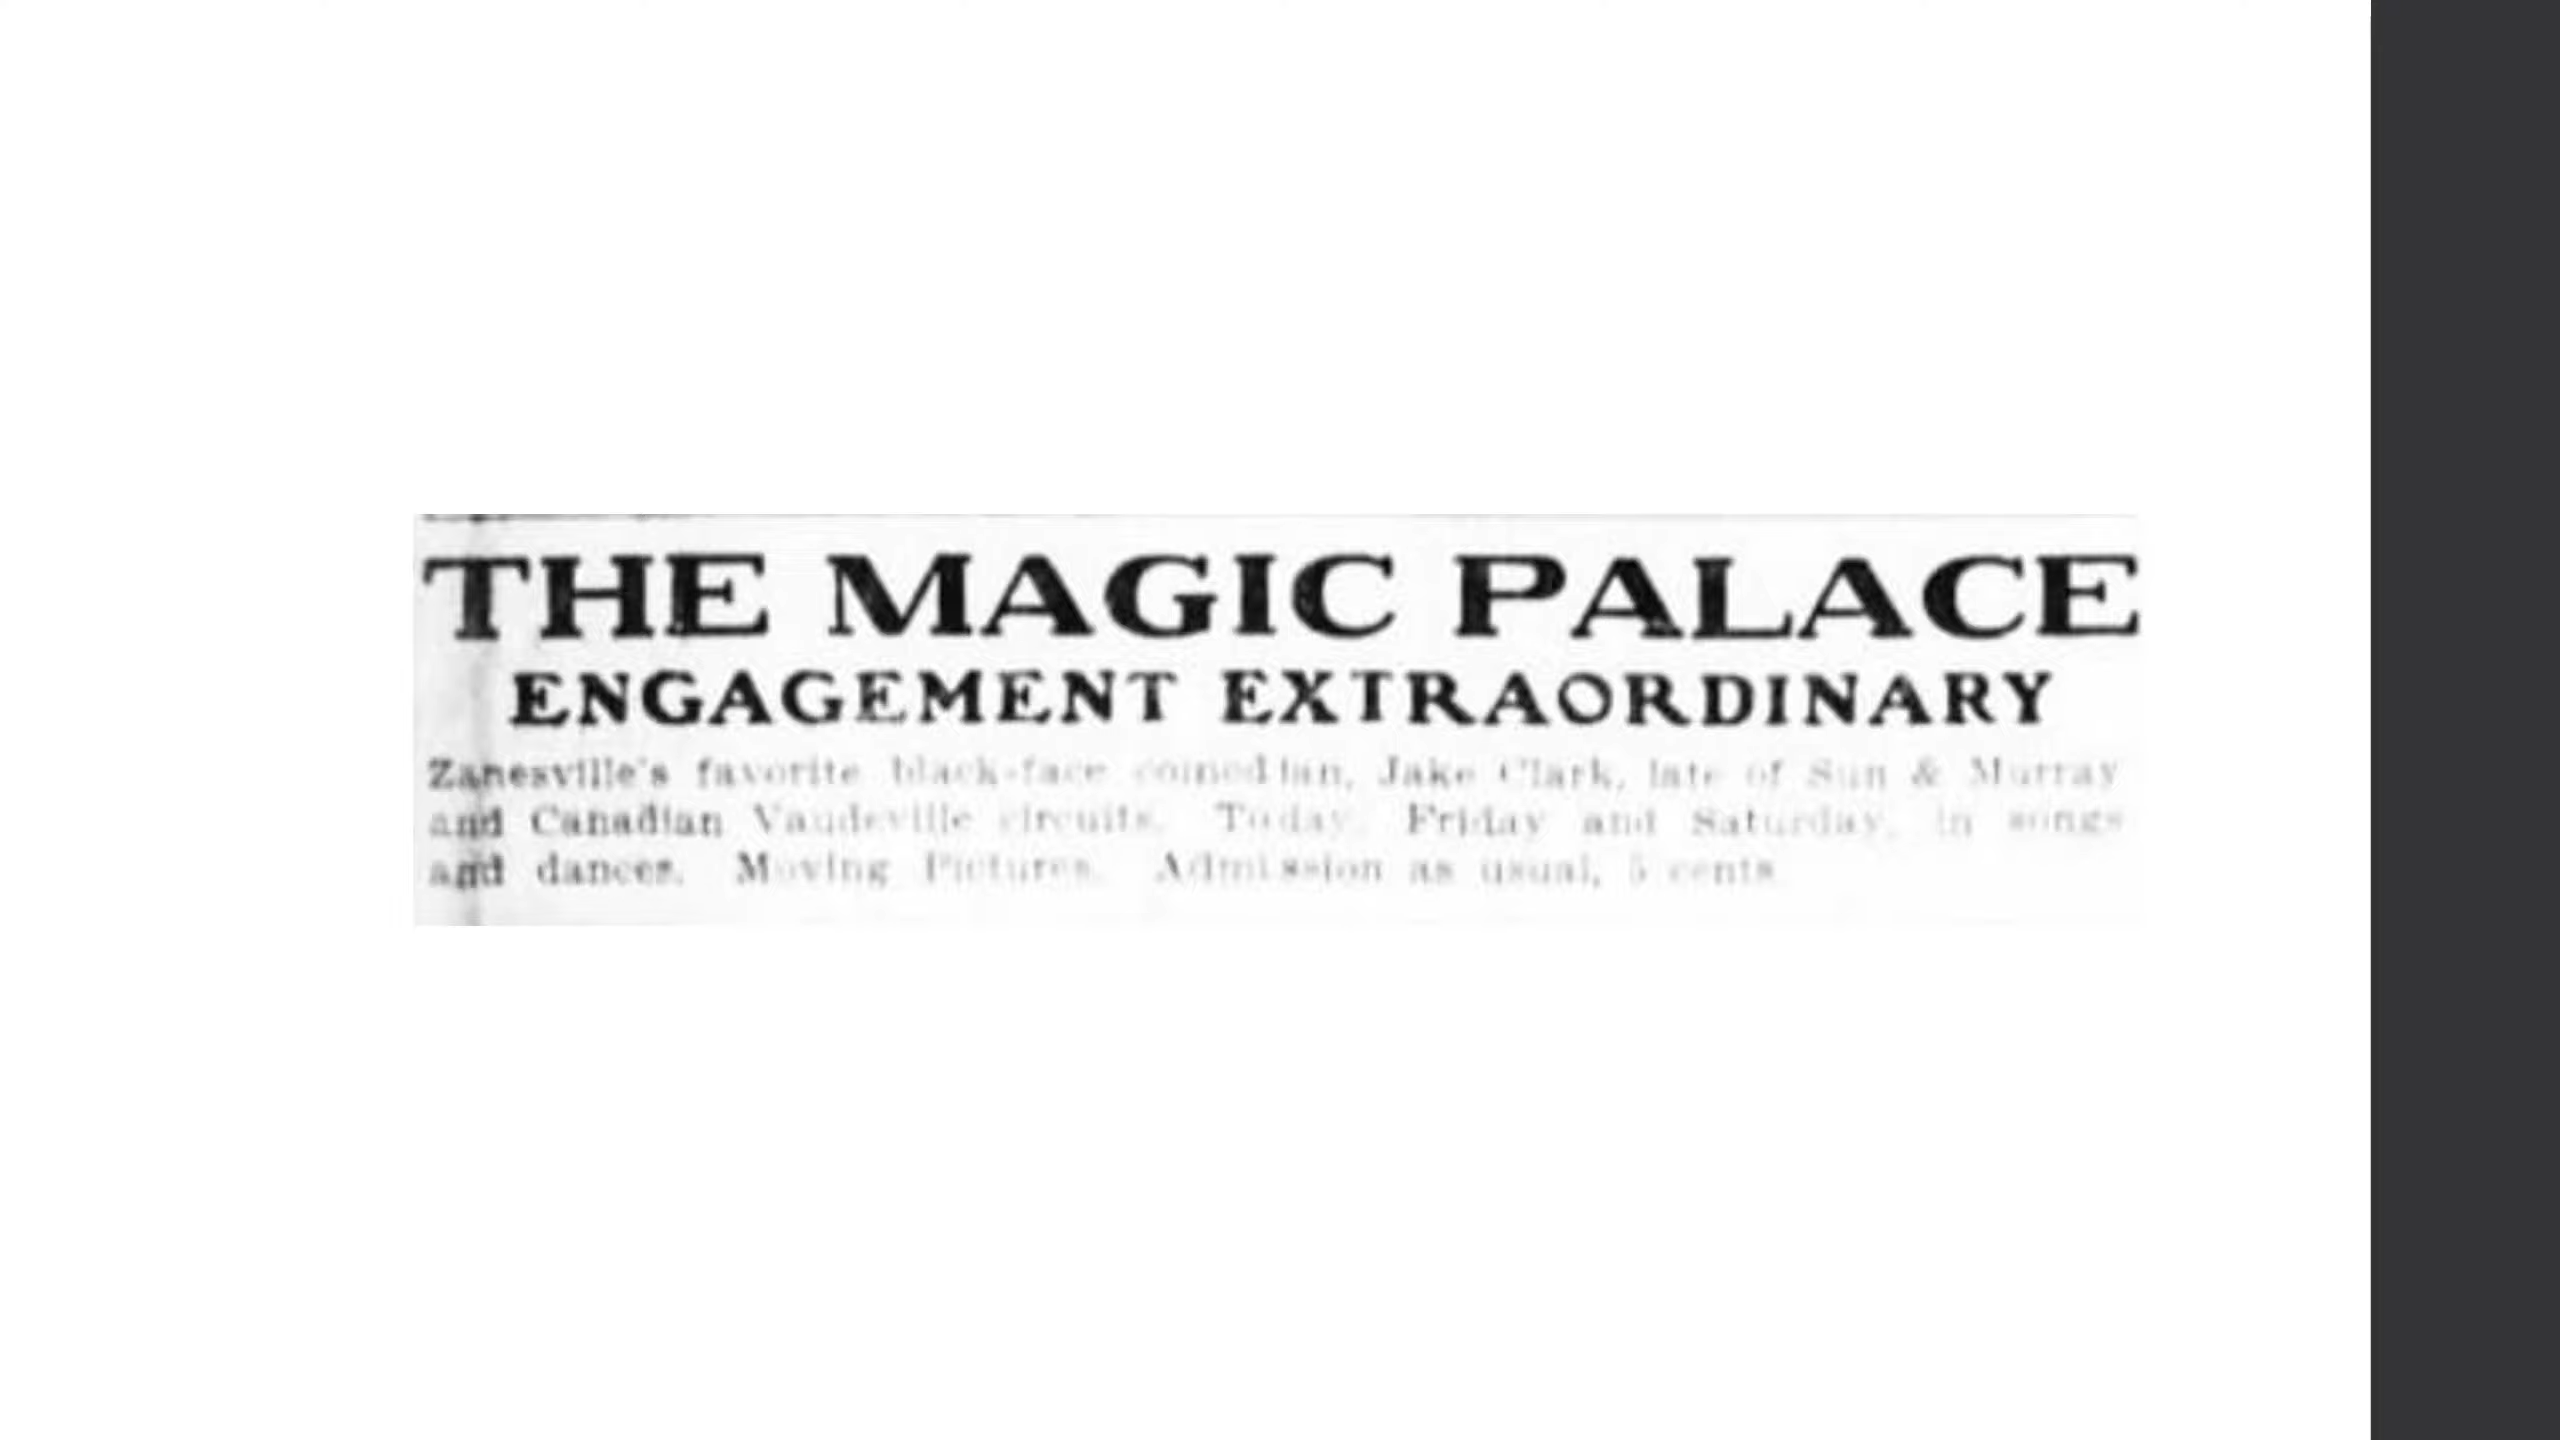 THE MAGIC PALACE
ENGAGEMENT EXTRAORDINARY
Zanesville's favorite black-face comedian, Jake Clark, late of Sun & Murray
and Canadian Vaudeville circuits. Today, Friday and Saturday, in songs
and dances. Moving Pictures. Admission as usual, 5 cents